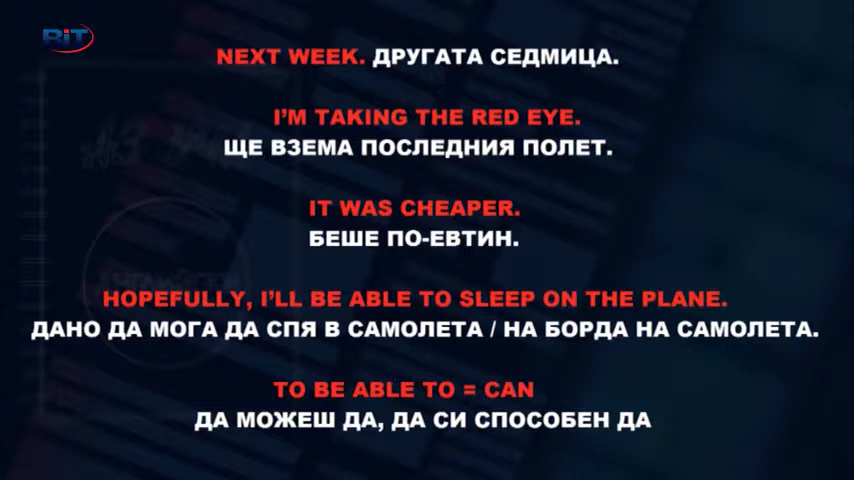 RiT
NEXT WEEK. ДРУГАТА СЕДМИЦА.
I'M TAKING THE RED EYE.
ЩЕ ВЗЕМА ПОСЛЕДНИЯ ПОЛЕТ.
IT WAS CHEAPER.
БЕШЕ ПО-ЕВТИН.
HOPEFULLY, I'LL BE ABLE TO SLEEP ON THE PLANE.
ДАНО ДА МОГА ДА СПЯ В САМОЛЕТА / НА БОРДА НА САМОЛЕТА.
TO BE ABLE TO = CAN
ДА МОЖЕШ ДА, ДА СИ СПОСОБЕН ДА